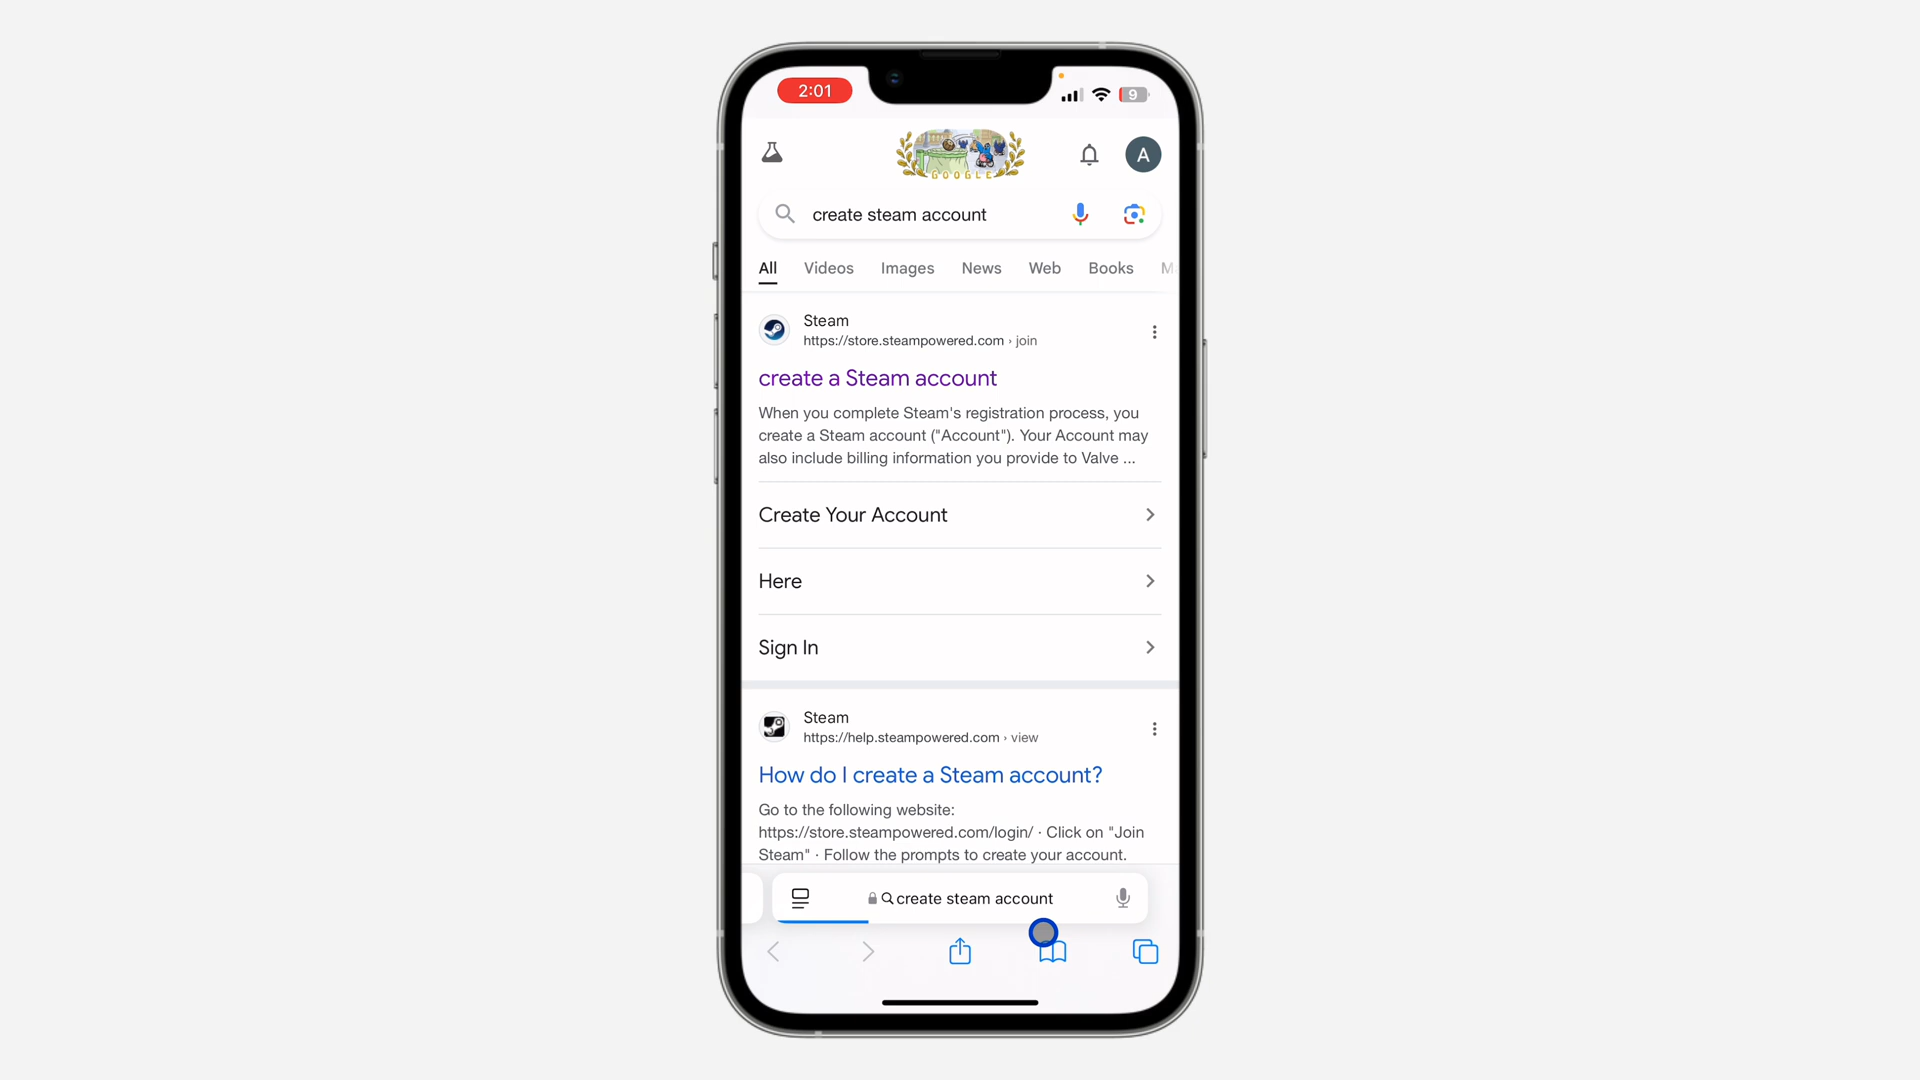 2:01
9
GOOGLE
A
create steam account
All Videos Images News Web Books
Steam
https://store.steampowered.com › join
create a Steam account
When you complete Steam's registration process, you
create a Steam account ("Account"). Your Account may
also include billing information you provide to Valve ...
Create Your Account
Here
Sign In
Steam
https://help.steampowered.com › view
How do I create a Steam account?
Go to the following website:
https://store.steampowered.com/login/ · Click on "Join
Steam" · Follow the prompts to create your account.
create steam account